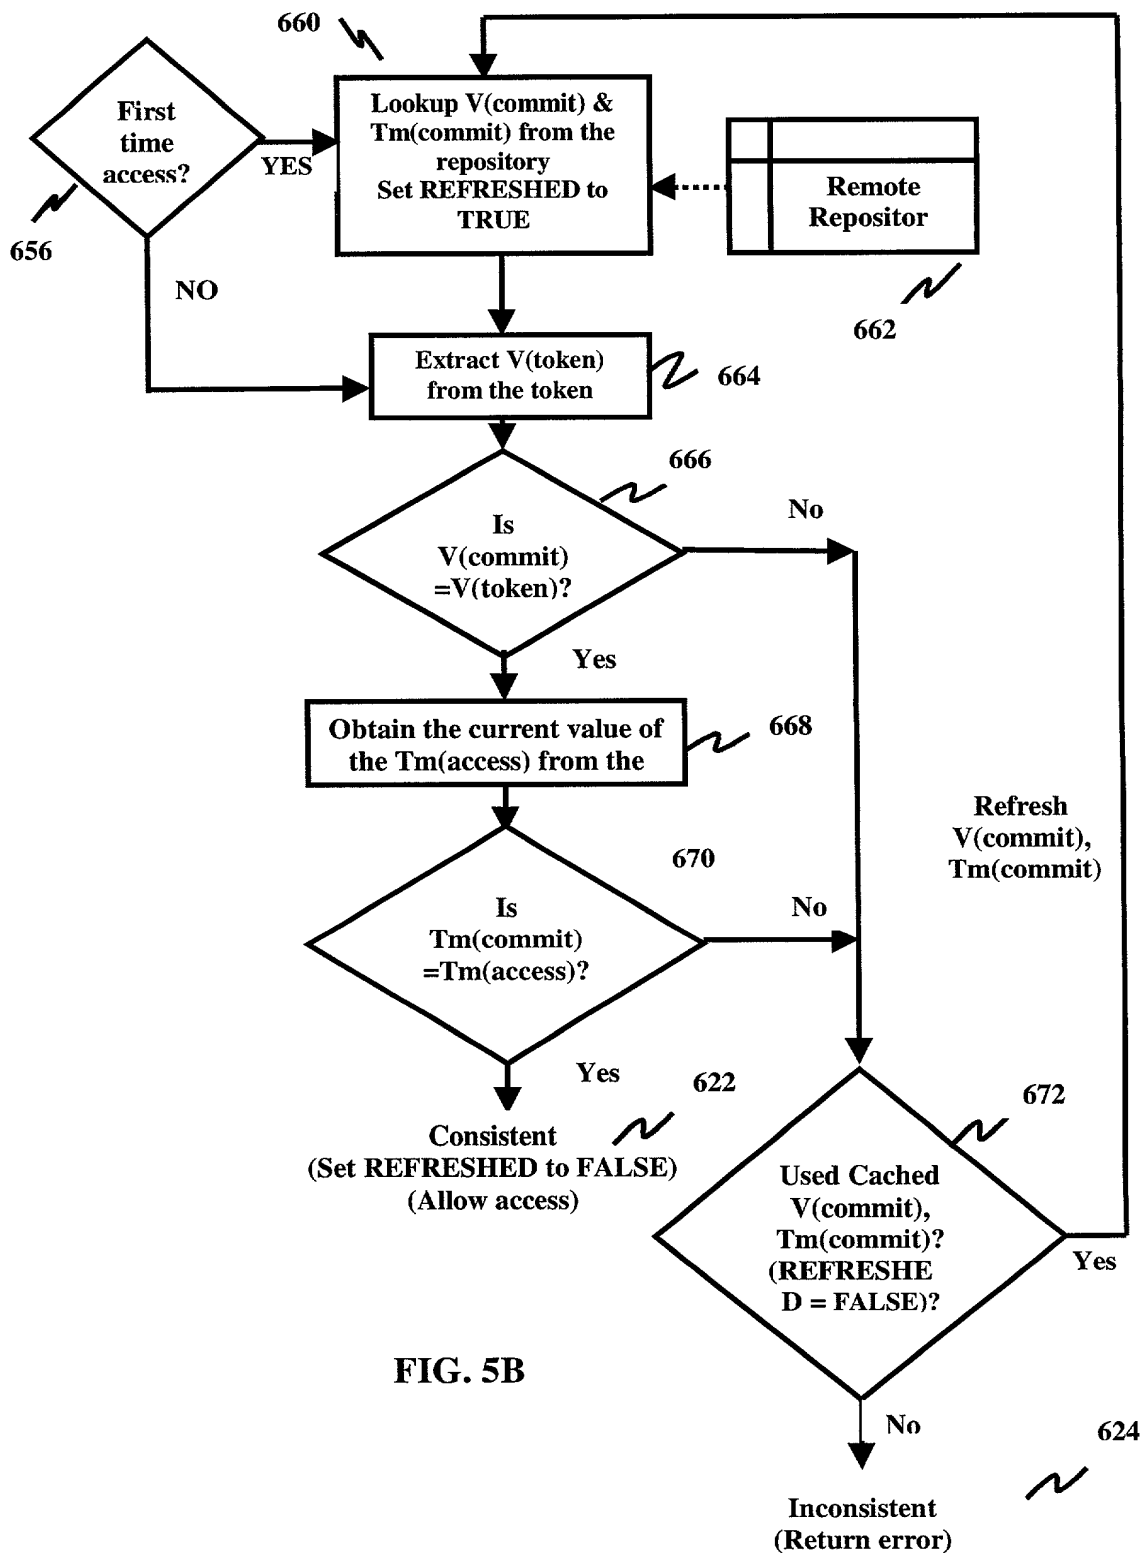 660
First
time
access?
YES
656
NO
Lookup V(commit) &
Tm(commit) from the
repository
Set REFRESHED to
TRUE
Remote
Repositor
662
Extract V(token)
from the token
664
666
Is
V(commit)
=V(token)?
No
Yes
Obtain the current value of
the Tm(access) from the
668
Refresh
V(commit),
Tm(commit)
670
Is
Tm(commit)
=Tm(access)?
No
Yes
622
Consistent
(Set REFRESHED to FALSE)
(Allow access)
672
Used Cached
V(commit),
Tm(commit)?
(REFRESHE
D = FALSE)?
Yes
FIG. 5B
No
624
Inconsistent
(Return error)